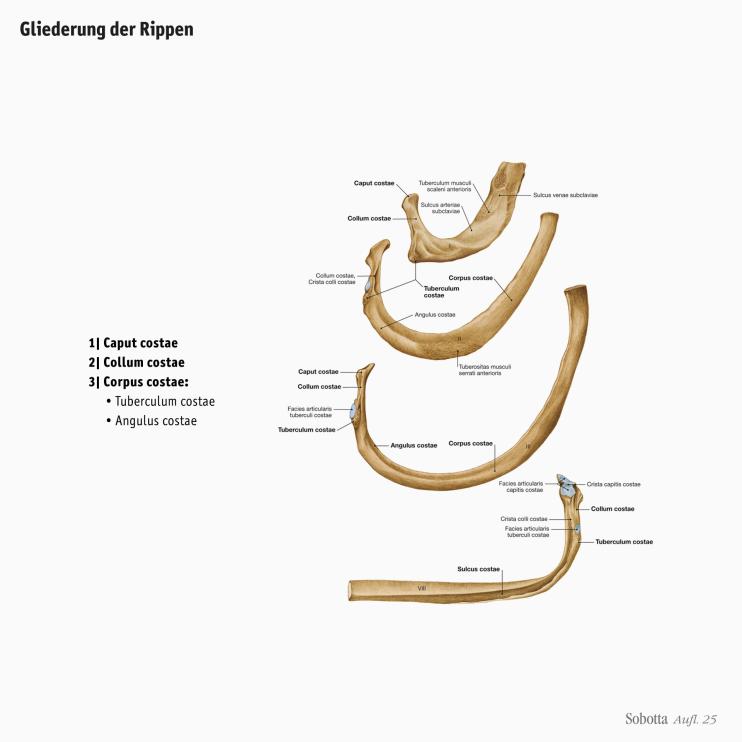 Gliederung der Rippen
1| Caput costae
2| Collum costae
3| Corpus costae:
• Tuberculum costae
• Angulus costae
Caput costae
Tuberculum musculi
scaleni anterioris
Sulcus venae subclaviae
Sulcus arteriae
subclaviae
Collum costae
I
Collum costae,
Crista colli costae
Corpus costae
Tuberculum
costae
Angulus costae
II
Tuberositas musculi
serrati anterioris
Caput costae
Collum costae
Facies articularis
tuberculi costae
Tuberculum costae
Angulus costae
Corpus costae
III
Facies articularis
capitis costae
Crista capitis costae
Collum costae
Crista colli costae
Facies articularis
tuberculi costae
Tuberculum costae
Sulcus costae
VIII
Sobotta Aufl. 25